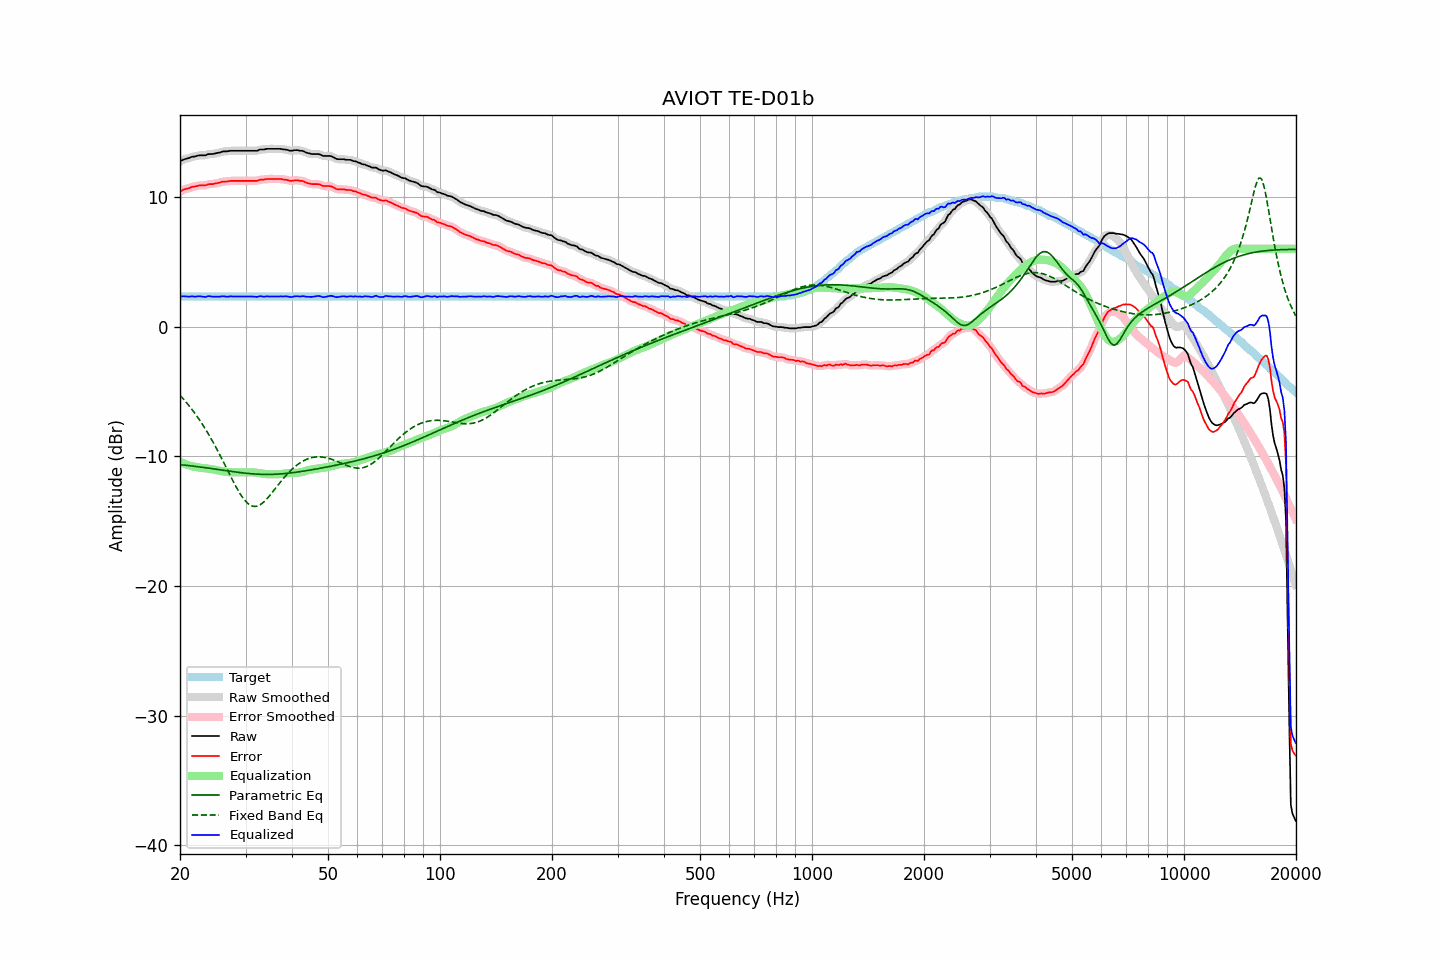 AVIOT TE-D01b
Amplitude (dBr)
10
0
−10
−20
−30
−40
Target
Raw Smoothed
Error Smoothed
Raw
Error
Equalization
Parametric Eq
Fixed Band Eq
Equalized
20 50 100 200 500 1000 2000 5000 10000 20000
Frequency (Hz)